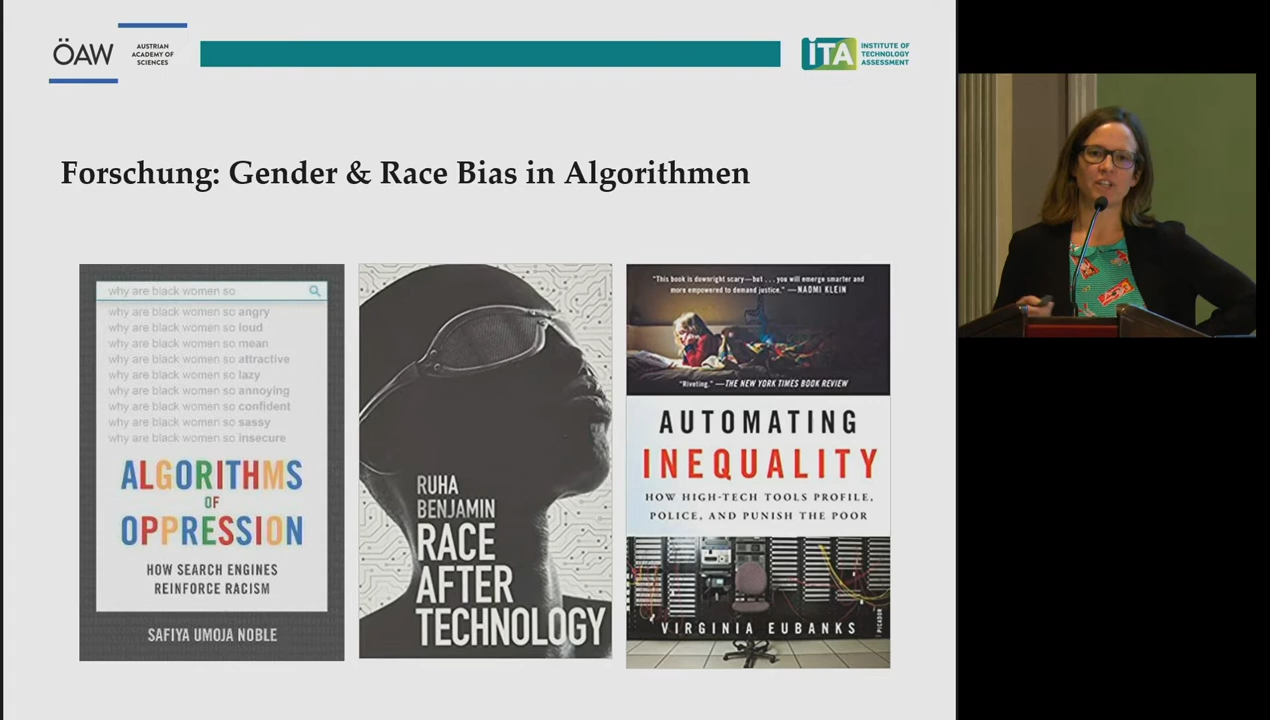 ÖAW
AUSTRIAN
ACADEMY OF
SCIENCES
iTA
INSTITUTE OF
TECHNOLOGY
ASSESSMENT
Forschung: Gender & Race Bias in Algorithmen
why are black women so
why are black women so angry
why are black women so loud
why are black women so mean
why are black women so attractive
why are black women so lazy
why are black women so annoying
why are black women so confident
why are black women so sassy
why are black women so insecure
ALGORITHMS
OF
OPPRESSION
HOW SEARCH ENGINES
REINFORCE RACISM
SAFIYA UMOJA NOBLE
RUHA
BENJAMIN
RACE
AFTER
TECHNOLOGY
"This book is downright scary—but . . . you will emerge smarter and
more empowered to demand justice." —NAOMI KLEIN
"Riveting." —THE NEW YORK TIMES BOOK REVIEW
AUTOMATING
INEQUALITY
HOW HIGH-TECH TOOLS PROFILE,
POLICE, AND PUNISH THE POOR
VIRGINIA EUBANKS
PICADOR